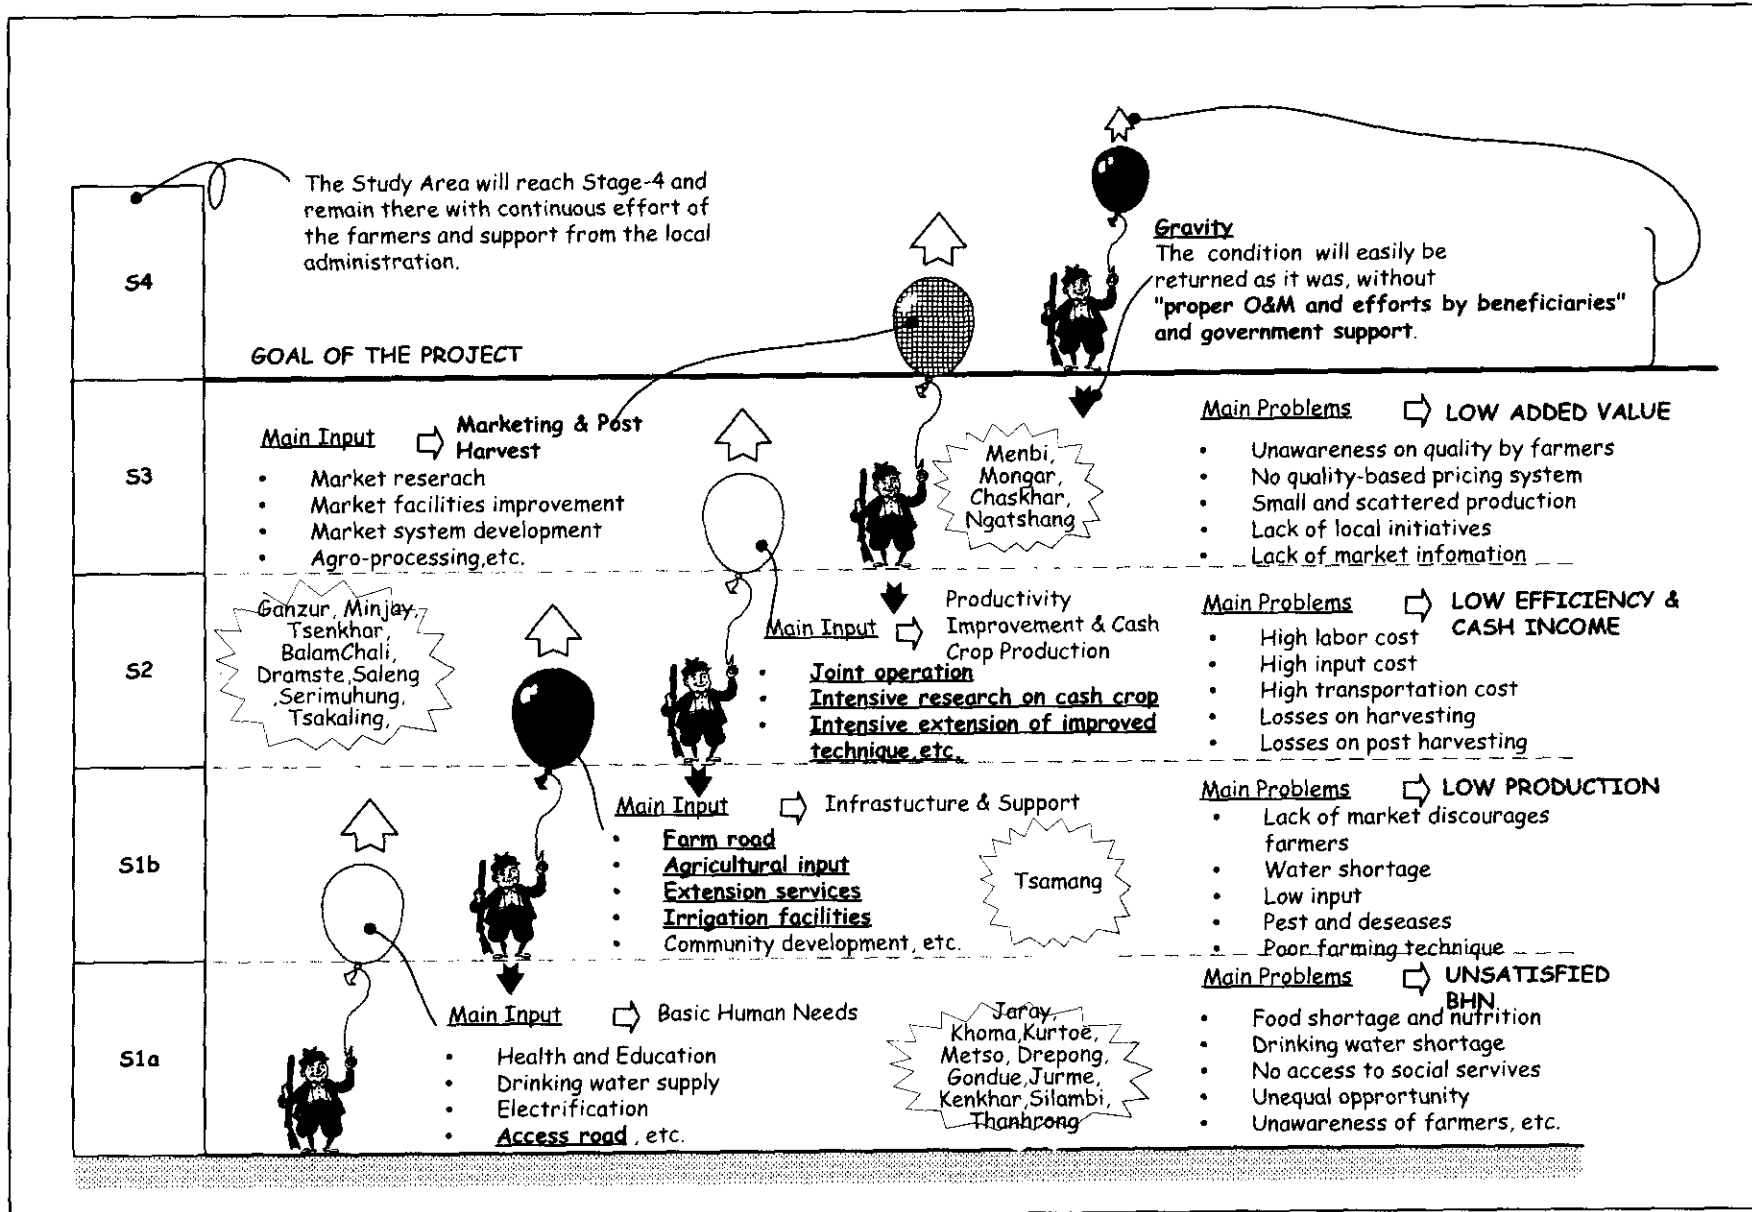 The Study Area will reach Stage-4 and
remain there with continuous effort of
the farmers and support from the local
administration.
Gravity
The condition will easily be
returned as it was, without
"proper O&M and efforts by beneficiaries"
and government support.
S4
GOAL OF THE PROJECT
S3
Main Input
Marketing & Post
Harvest
• Market reserach
• Market facilities improvement
• Market system development
• Agro-processing,etc.
Menbi,
Mongar,
Chaskhar,
Ngatshang
Main Problems
LOW ADDED VALUE
• Unawareness on quality by farmers
• No quality-based pricing system
• Small and scattered production
• Lack of local initiatives
• Lack of market infomation
S2
Ganzur, Minjay,
Tsenkhar,
BalamChali,
Dramste,Saleng
,Serimuhung,
Tsakaling,
Main Input
Productivity
Improvement & Cash
Crop Production
• Joint operation
• Intensive research on cash crop
• Intensive extension of improved
technique,etc.
Main Problems
LOW EFFICIENCY &
CASH INCOME
• High labor cost
• High input cost
• High transportation cost
• Losses on harvesting
• Losses on post harvesting
S1b
Main Input
Infrastucture & Support
• Farm road
• Agricultural input
• Extension services
• Irrigation facilities
• Community development, etc.
Tsamang
Main Problems
LOW PRODUCTION
• Lack of market discourages
farmers
• Water shortage
• Low input
• Pest and deseases
• Poor farming technique
S1a
Main Input
Basic Human Needs
• Health and Education
• Drinking water supply
• Electrification
• Access road , etc.
Jaray,
Khoma,Kurtoe,
Metso, Drepong,
Gondue,Jurme,
Kenkhar,Silambi,
Thanhrong
Main Problems
UNSATISFIED
BHN
• Food shortage and nutrition
• Drinking water shortage
• No access to social servives
• Unequal opprortunity
• Unawareness of farmers, etc.